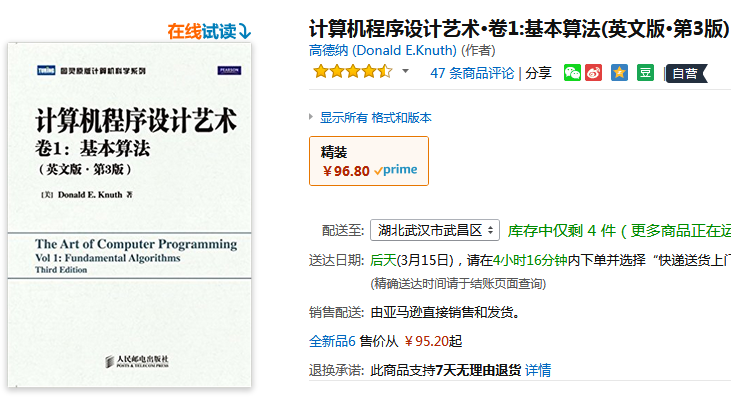 在线试读
图灵原版计算机科学系列
PEARSON
计算机程序设计艺术
卷1：基本算法
（英文版·第3版）
［美］ Donald E. Knuth 著
The Art of Computer Programming
Vol 1: Fundamental Algorithms
Third Edition
人民邮电出版社
POSTS & TELECOM PRESS
计算机程序设计艺术•卷1:基本算法(英文版•第3版)
高德纳 (Donald E.Knuth) (作者)
47 条商品评论 | 分享 豆 自营
显示所有 格式和版本
精装
￥96.80 prime
配送至: 湖北武汉市武昌区 库存中仅剩 4 件 ( 更多商品正在运
送达日期: 后天(3月15日)，请在4小时16分钟内下单并选择“快递送货上门
(精确送达时间请于结账页面查询)
销售配送: 由亚马逊直接销售和发货。
全新品6 售价从 ￥95.20起
退换承诺: 此商品支持7天无理由退货 详情